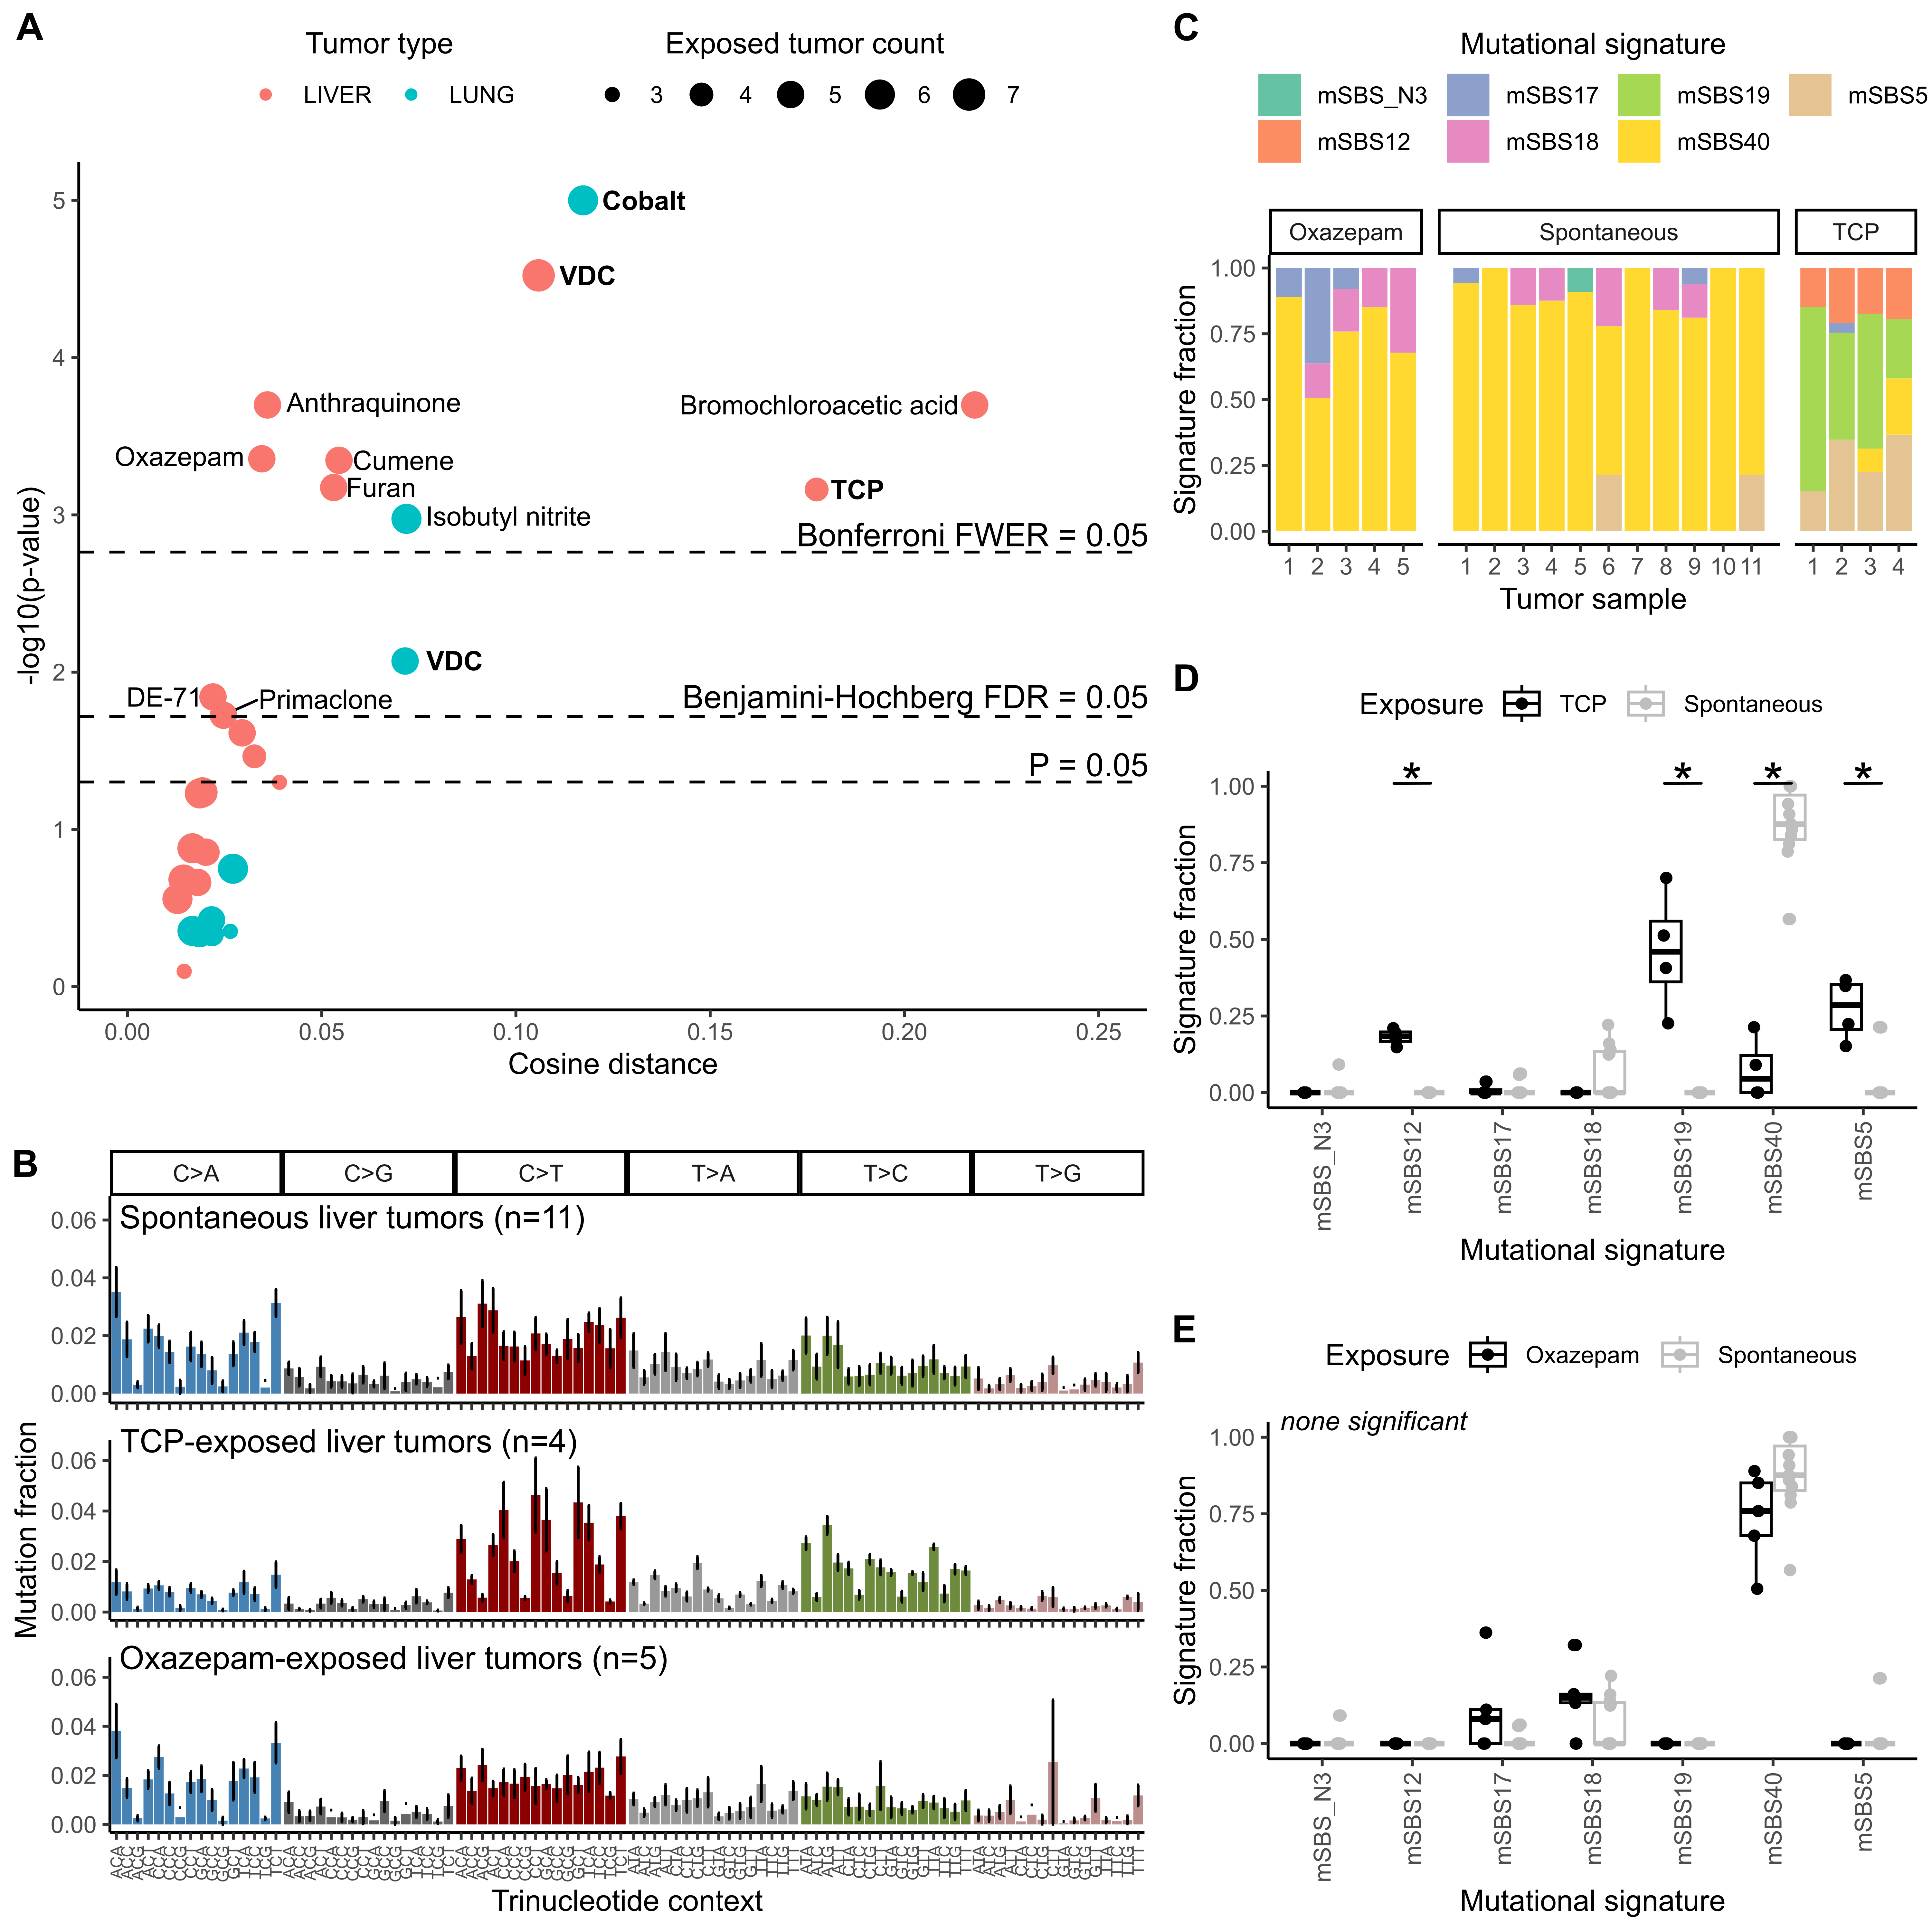 A
Tumor type
LIVER LUNG
Exposed tumor count
3 4 5 6 7
-log10(p-value)
5
4
3
2
1
0
Cobalt
VDC
Anthraquinone
Bromochloroacetic acid
Oxazepam
Cumene
Furan
TCP
Isobutyl nitrite
Bonferroni FWER = 0.05
VDC
DE-71
Primaclone
Benjamini-Hochberg FDR = 0.05
P = 0.05
0.00 0.05 0.10 0.15 0.20 0.25
Cosine distance
B
C>A C>G C>T T>A T>C T>G
Mutation fraction
Spontaneous liver tumors (n=11)
0.06
0.04
0.02
0.00
TCP-exposed liver tumors (n=4)
0.06
0.04
0.02
0.00
Oxazepam-exposed liver tumors (n=5)
0.06
0.04
0.02
0.00
Trinucleotide context
C
Mutational signature
mSBS_N3 mSBS17 mSBS19 mSBS5
mSBS12 mSBS18 mSBS40
Oxazepam Spontaneous TCP
Signature fraction
1.00
0.75
0.50
0.25
0.00
1 2 3 4 5 1 2 3 4 5 6 7 8 9 10 11 1 2 3 4
Tumor sample
D
Exposure TCP Spontaneous
Signature fraction
* * * *
1.00
0.75
0.50
0.25
0.00
mSBS_N3 mSBS12 mSBS17 mSBS18 mSBS19 mSBS40 mSBS5
Mutational signature
E
Exposure Oxazepam Spontaneous
none significant
Signature fraction
1.00
0.75
0.50
0.25
0.00
mSBS_N3 mSBS12 mSBS17 mSBS18 mSBS19 mSBS40 mSBS5
Mutational signature